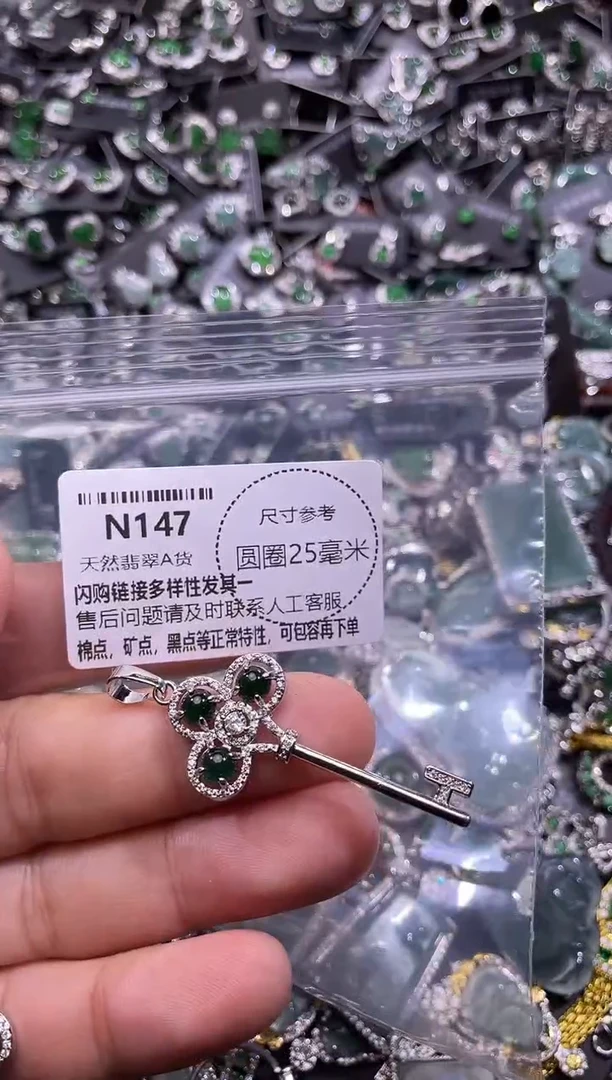 N147
尺寸参考
天然翡翠A货
圆圈25毫米
闪购链接多样性发其一
售后问题请及时联系人工客服
棉点，矿点，黑点等正常特性，可包容再下单